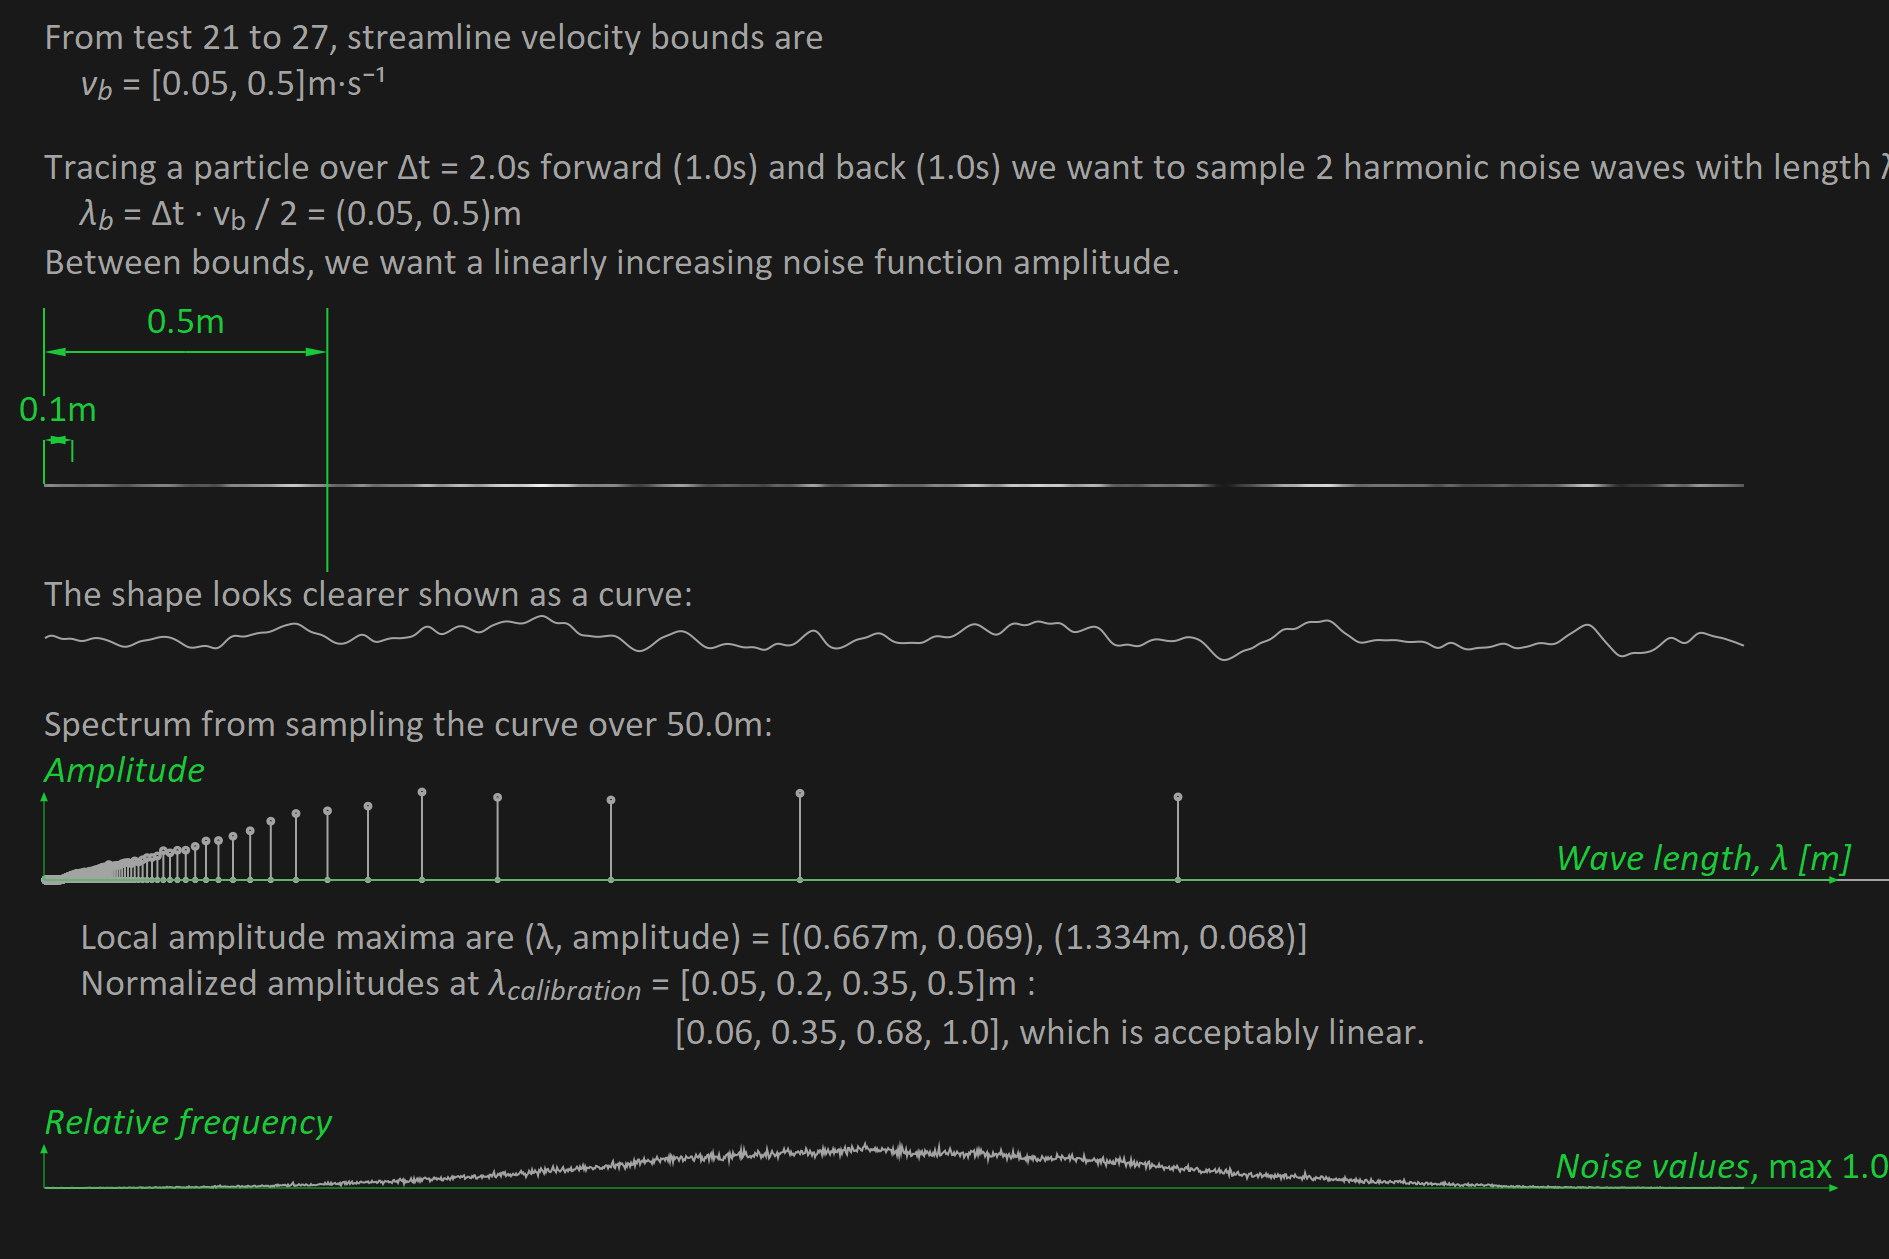 From test 21 to 27, streamline velocity bounds are
v_b = [0.05, 0.5]m·s⁻¹
Tracing a particle over Δt = 2.0s forward (1.0s) and back (1.0s) we want to sample 2 harmonic noise waves with length λ
λ_b = Δt · v_b / 2 = (0.05, 0.5)m
Between bounds, we want a linearly increasing noise function amplitude.
0.5m
0.1m
The shape looks clearer shown as a curve:
Spectrum from sampling the curve over 50.0m:
Amplitude
Wave length, λ [m]
Local amplitude maxima are (λ, amplitude) = [(0.667m, 0.069), (1.334m, 0.068)]
Normalized amplitudes at λ_calibration = [0.05, 0.2, 0.35, 0.5]m :
[0.06, 0.35, 0.68, 1.0], which is acceptably linear.
Relative frequency
Noise values, max 1.0